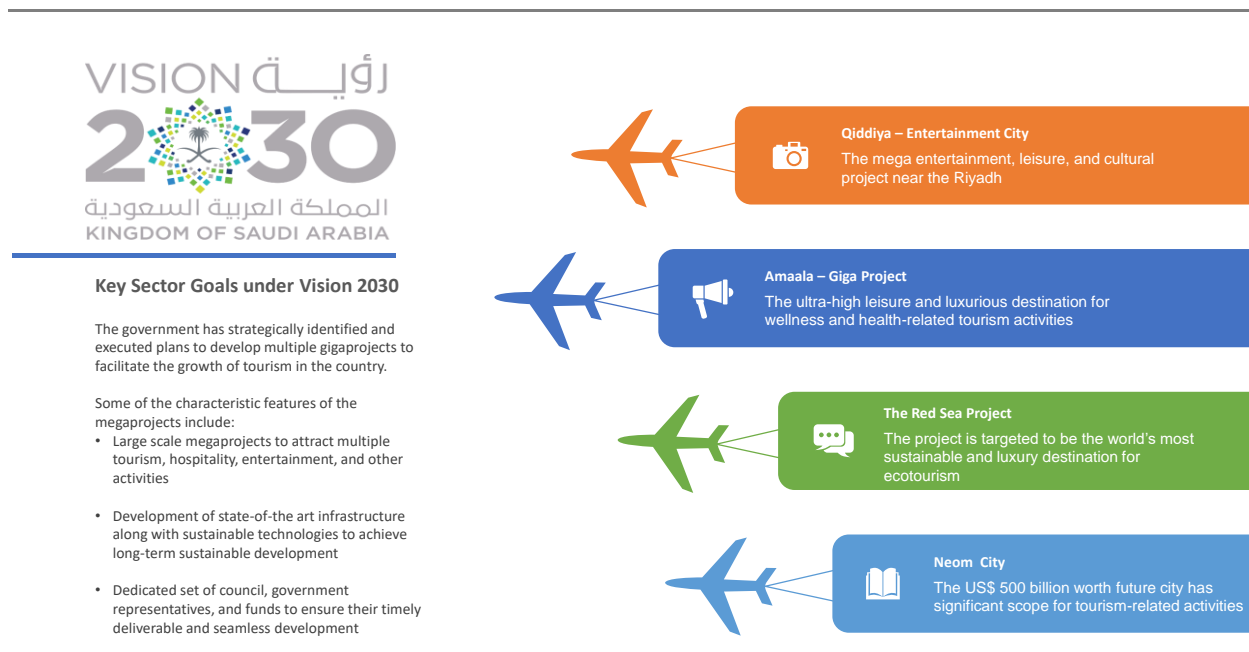 VISION رؤيــــة
2030
المملكة العربية السعودية
KINGDOM OF SAUDI ARABIA
Key Sector Goals under Vision 2030
The government has strategically identified and
executed plans to develop multiple gigaprojects to
facilitate the growth of tourism in the country.
Some of the characteristic features of the
megaprojects include:
• Large scale megaprojects to attract multiple
tourism, hospitality, entertainment, and other
activities
• Development of state-of-the art infrastructure
along with sustainable technologies to achieve
long-term sustainable development
• Dedicated set of council, government
representatives, and funds to ensure their timely
deliverable and seamless development
Qiddiya – Entertainment City
The mega entertainment, leisure, and cultural
project near the Riyadh
Amaala – Giga Project
The ultra-high leisure and luxurious destination for
wellness and health-related tourism activities
The Red Sea Project
The project is targeted to be the world’s most
sustainable and luxury destination for
ecotourism
Neom City
The US$ 500 billion worth future city has
significant scope for tourism-related activities